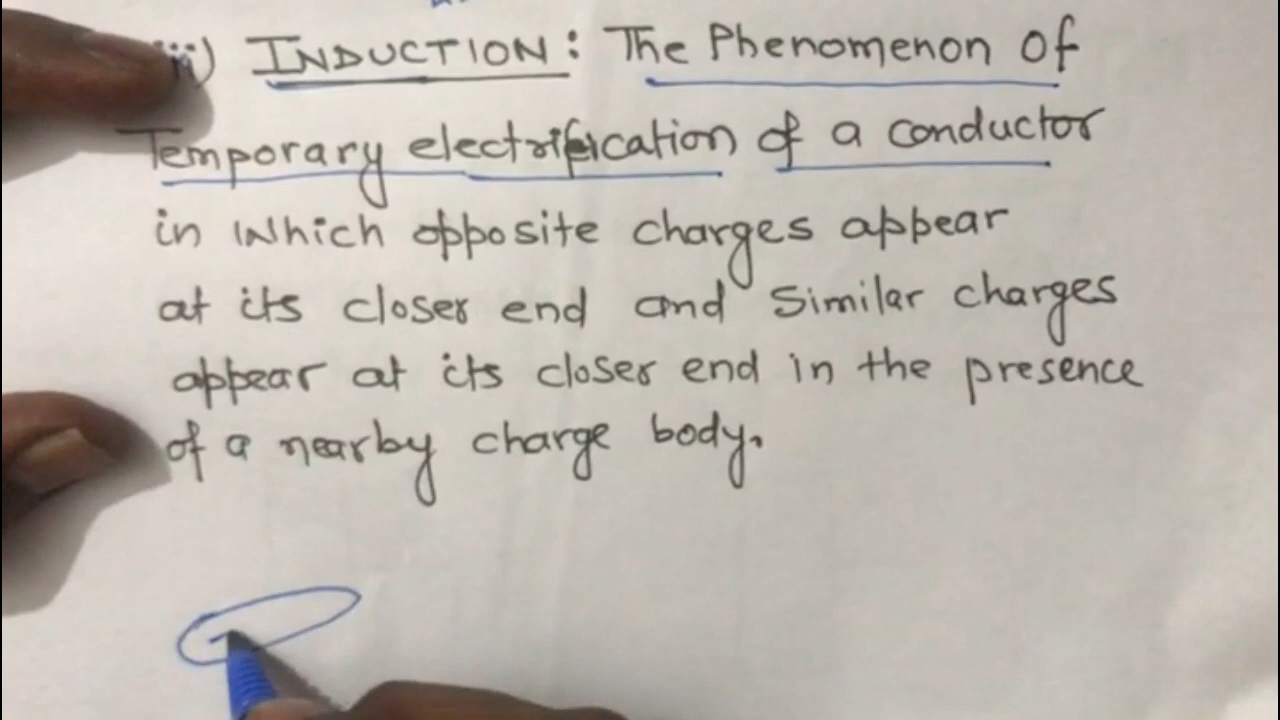 iii) INDUCTION: The Phenomenon Of
Temporary electrification of a conductor
in which opposite charges appear
at its closer end and similar charges
appear at its closer end in the presence
of a nearby charge body.